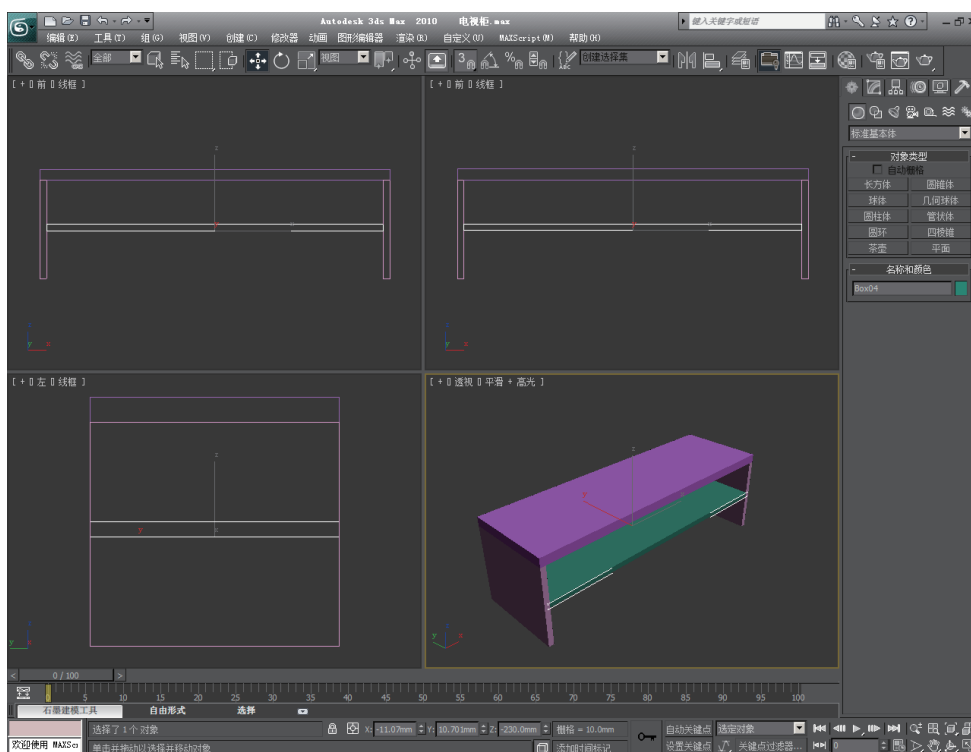 Autodesk 3ds Max 2010 电视柜.max
键入关键字或短语
编辑(E) 工具(T) 组(G) 视图(V) 创建(C) 修改器 动画 图形编辑器 渲染(R) 自定义(U) MAXScript(M) 帮助(H)
全部 视图 3 创建选择集
[ + 0 前 0 线框 ] [ + 0 前 0 线框 ]
标准基本体
- 对象类型
自动栅格
长方体 圆锥体
球体 几何球体
圆柱体 管状体
圆环 四棱锥
茶壶 平面
- 名称和颜色
Box04
z
x
y
z
x
y x
y x
[ + 0 左 0 线框 ] [ + 0 透视 0 平滑 + 高光 ]
z
y x
y x
z
y
y x
< 0 / 100 >
0 5 10 15 20 25 30 35 40 45 50 55 60 65 70 75 80 85 90 95 100
石墨建模工具 自由形式 选择
选择了 1 个 对象 X: -11.07mm Y: 10.701mm Z: -230.0mm 栅格 = 10.0mm 自动关键点 选定对象
欢迎使用 MAXScr 单击并拖动以选择并移动对象 添加时间标记 设置关键点 关键点过滤器... 0